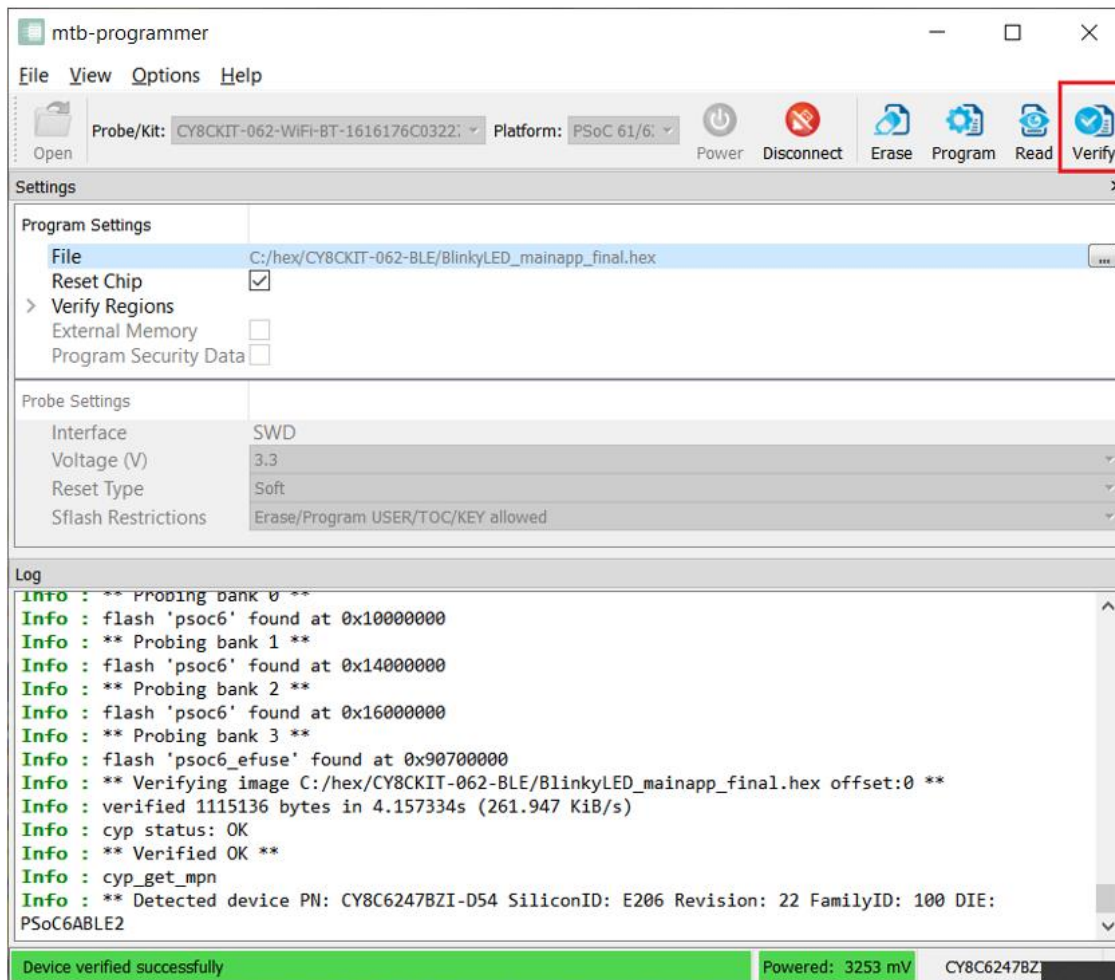 mtb-programmer
File View Options Help
Open Probe/Kit: CY8CKIT-062-WiFi-BT-1616176C0322 Platform: PSoC 61/6 Power Disconnect Erase Program Read Verify
Settings
Program Settings
File C:/hex/CY8CKIT-062-BLE/BlinkyLED_mainapp_final.hex ...
Reset Chip
Verify Regions
External Memory
Program Security Data
Probe Settings
Interface SWD
Voltage (V) 3.3
Reset Type Soft
Sflash Restrictions Erase/Program USER/TOC/KEY allowed
Log
Info : ** Probing bank 0 **
Info : flash 'psoc6' found at 0x10000000
Info : ** Probing bank 1 **
Info : flash 'psoc6' found at 0x14000000
Info : ** Probing bank 2 **
Info : flash 'psoc6' found at 0x16000000
Info : ** Probing bank 3 **
Info : flash 'psoc6_efuse' found at 0x90700000
Info : ** Verifying image C:/hex/CY8CKIT-062-BLE/BlinkyLED_mainapp_final.hex offset:0 **
Info : verified 1115136 bytes in 4.157334s (261.947 KiB/s)
Info : cyp status: OK
Info : ** Verified OK **
Info : cyp_get_mpn
Info : ** Detected device PN: CY8C6247BZI-D54 SiliconID: E206 Revision: 22 FamilyID: 100 DIE:
PSoC6ABLE2
Device verified successfully Powered: 3253 mV CY8C6247BZ